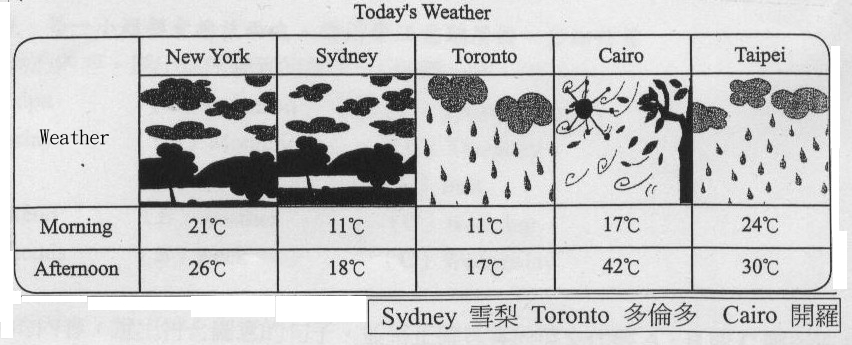 Today's Weather
New York Sydney Toronto Cairo Taipei
Weather
Morning 21℃ 11℃ 11℃ 17℃ 24℃
Afternoon 26℃ 18℃ 17℃ 42℃ 30℃
Sydney 雪梨 Toronto 多倫多 Cairo 開羅